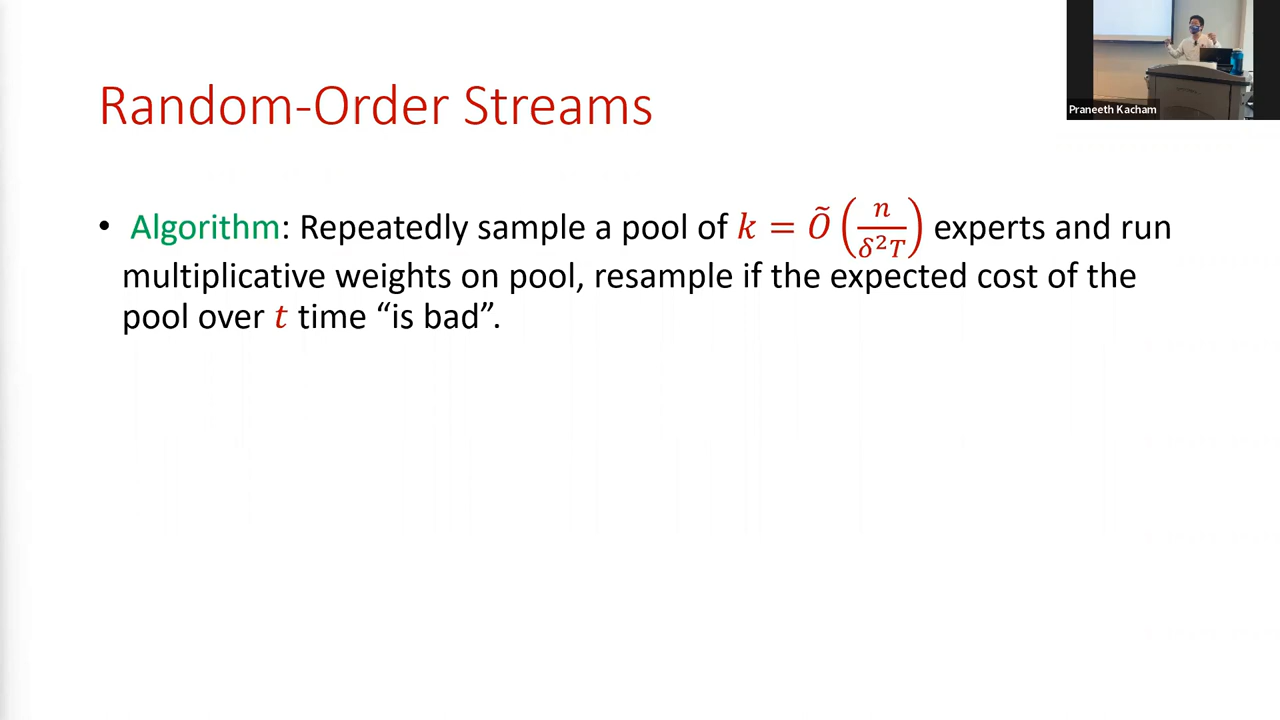 Random-Order Streams
Praneeth Kacham
• Algorithm: Repeatedly sample a pool of k = Õ(n/(δ²T)) experts and run
multiplicative weights on pool, resample if the expected cost of the
pool over t time “is bad”.